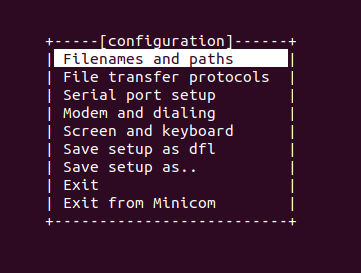 +-----[configuration]------+
| Filenames and paths      |
| File transfer protocols  |
| Serial port setup        |
| Modem and dialing        |
| Screen and keyboard      |
| Save setup as dfl        |
| Save setup as..          |
| Exit                     |
| Exit from Minicom        |
+--------------------------+